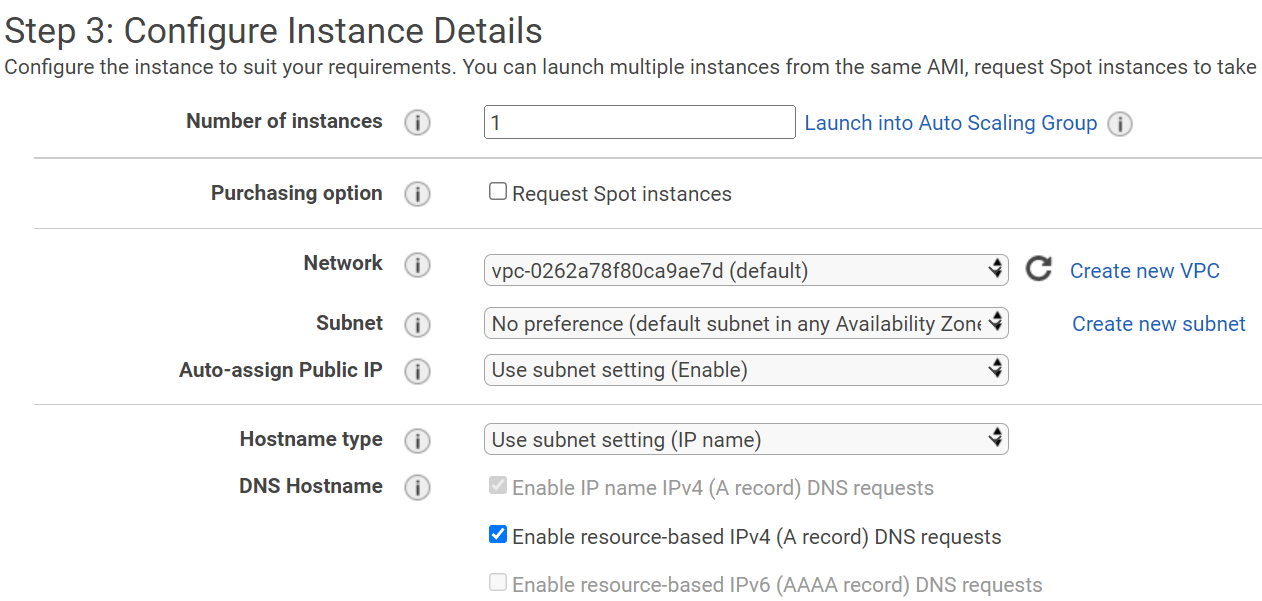 Step 3: Configure Instance Details
Configure the instance to suit your requirements. You can launch multiple instances from the same AMI, request Spot instances to take
Number of instances i 1 Launch into Auto Scaling Group i
Purchasing option i Request Spot instances
Network i vpc-0262a78f80ca9ae7d (default) Create new VPC
Subnet i No preference (default subnet in any Availability Zone Create new subnet
Auto-assign Public IP i Use subnet setting (Enable)
Hostname type i Use subnet setting (IP name)
DNS Hostname i Enable IP name IPv4 (A record) DNS requests
Enable resource-based IPv4 (A record) DNS requests
Enable resource-based IPv6 (AAAA record) DNS requests